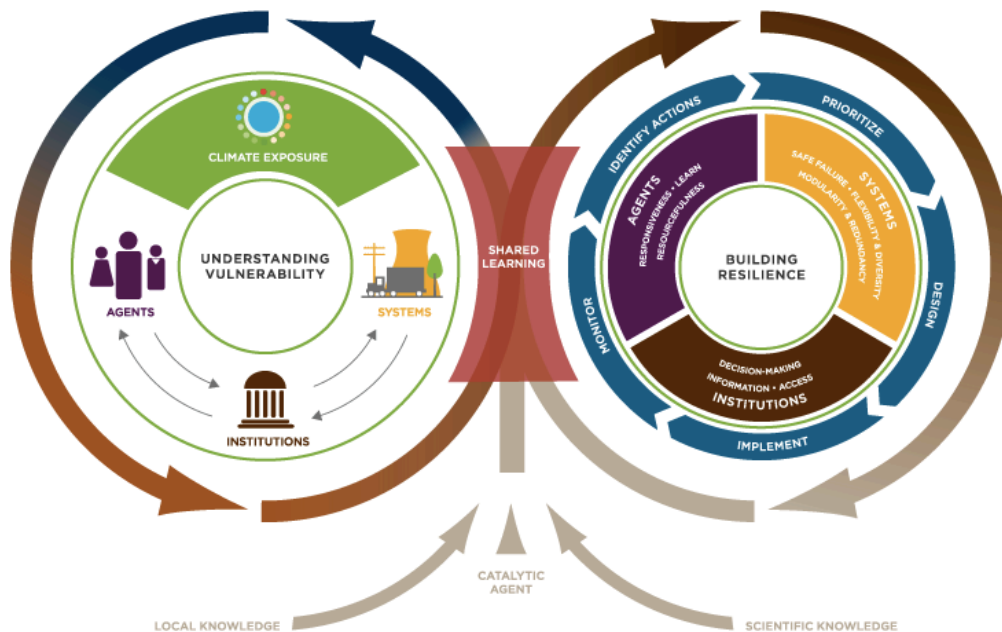 CLIMATE EXPOSURE
UNDERSTANDING
VULNERABILITY
AGENTS
SYSTEMS
INSTITUTIONS
SHARED
LEARNING
IDENTIFY ACTIONS
PRIORITIZE
DESIGN
IMPLEMENT
MONITOR
AGENTS
RESPONSIVENESS • LEARN
RESOURCEFULNESS
SYSTEMS
SAFE FAILURE • FLEXIBILITY & DIVERSITY
MODULARITY & REDUNDANCY
BUILDING
RESILIENCE
DECISION-MAKING
INFORMATION • ACCESS
INSTITUTIONS
CATALYTIC
AGENT
LOCAL KNOWLEDGE
SCIENTIFIC KNOWLEDGE